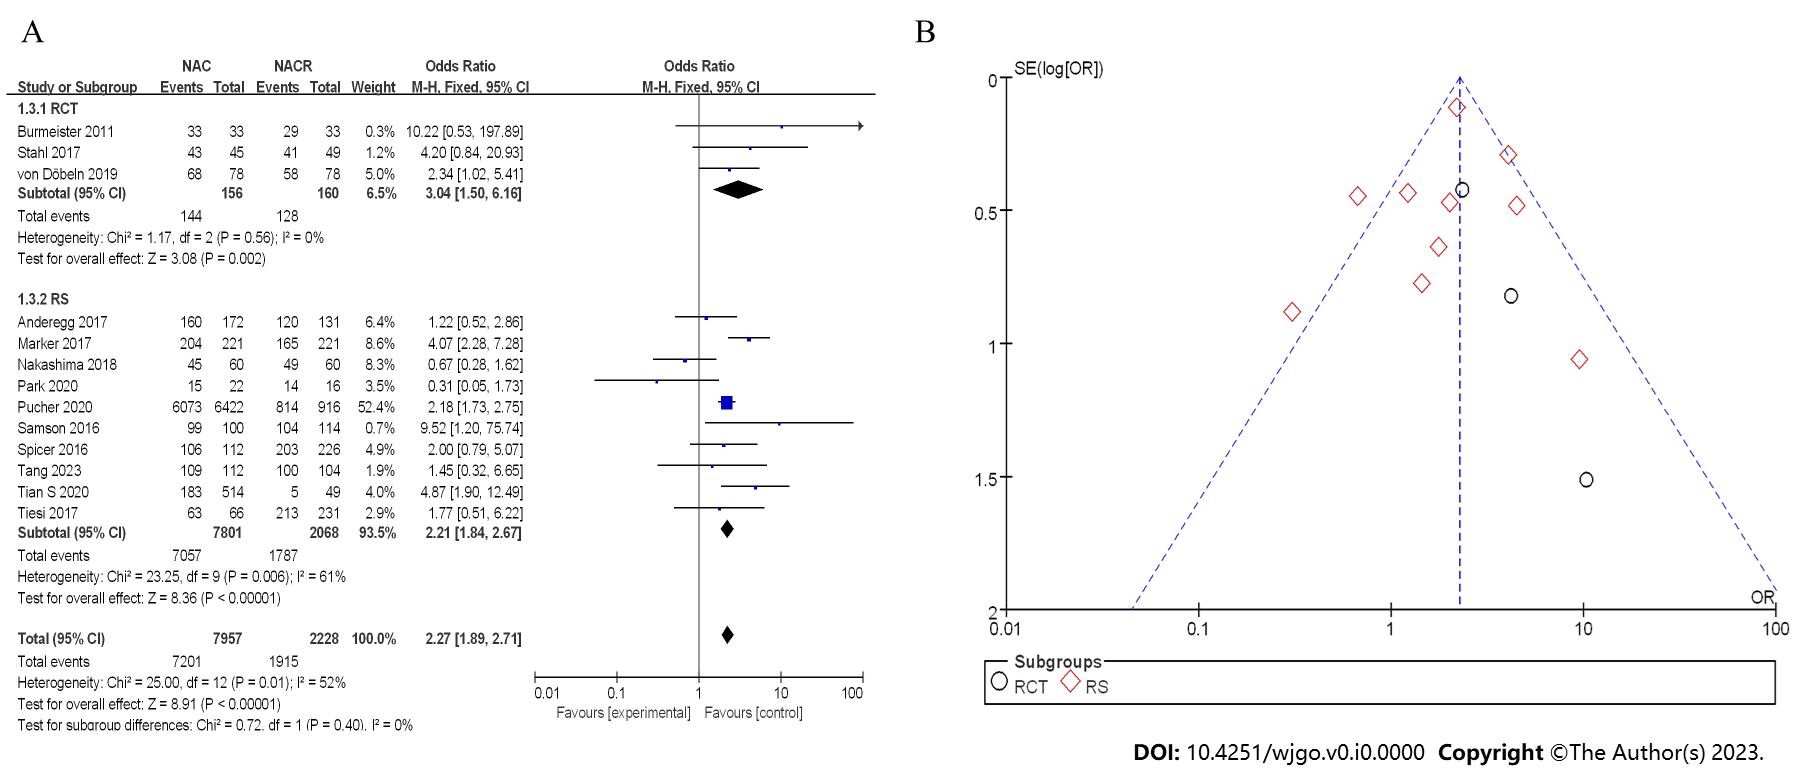 A
NAC NACR Odds Ratio Odds Ratio
Study or Subgroup Events Total Events Total Weight M-H, Fixed, 95% CI M-H, Fixed, 95% CI
1.3.1 RCT
Burmeister 2011 33 33 29 33 0.3% 10.22 [0.53, 197.89]
Stahl 2017 43 45 41 49 1.2% 4.20 [0.84, 20.93]
von Döbeln 2019 68 78 58 78 5.0% 2.34 [1.02, 5.41]
Subtotal (95% CI) 156 160 6.5% 3.04 [1.50, 6.16]
Total events 144 128
Heterogeneity: Chi² = 1.17, df = 2 (P = 0.56); I² = 0%
Test for overall effect: Z = 3.08 (P = 0.002)
1.3.2 RS
Anderegg 2017 160 172 120 131 6.4% 1.22 [0.52, 2.86]
Marker 2017 204 221 165 221 8.6% 4.07 [2.28, 7.28]
Nakashima 2018 45 60 49 60 8.3% 0.67 [0.28, 1.62]
Park 2020 15 22 14 16 3.5% 0.31 [0.05, 1.73]
Pucher 2020 6073 6422 814 916 52.4% 2.18 [1.73, 2.75]
Samson 2016 99 100 104 114 0.7% 9.52 [1.20, 75.74]
Spicer 2016 106 112 203 226 4.9% 2.00 [0.79, 5.07]
Tang 2023 109 112 100 104 1.9% 1.45 [0.32, 6.65]
Tian S 2020 183 514 5 49 4.0% 4.87 [1.90, 12.49]
Tiesi 2017 63 66 213 231 2.9% 1.77 [0.51, 6.22]
Subtotal (95% CI) 7801 2068 93.5% 2.21 [1.84, 2.67]
Total events 7057 1787
Heterogeneity: Chi² = 23.25, df = 9 (P = 0.006); I² = 61%
Test for overall effect: Z = 8.36 (P < 0.00001)
Total (95% CI) 7957 2228 100.0% 2.27 [1.89, 2.71]
Total events 7201 1915
Heterogeneity: Chi² = 25.00, df = 12 (P = 0.01); I² = 52%
Test for overall effect: Z = 8.91 (P < 0.00001)
Test for subgroup differences: Chi² = 0.72, df = 1 (P = 0.40), I² = 0%
0.01 0.1 1 10 100
Favours [experimental] Favours [control]
B
SE(log[OR])
0
0.5
1
1.5
2
OR
0.01 0.1 1 10 100
Subgroups
RCT RS
DOI: 10.4251/wjgo.v0.i0.0000 Copyright ©The Author(s) 2023.